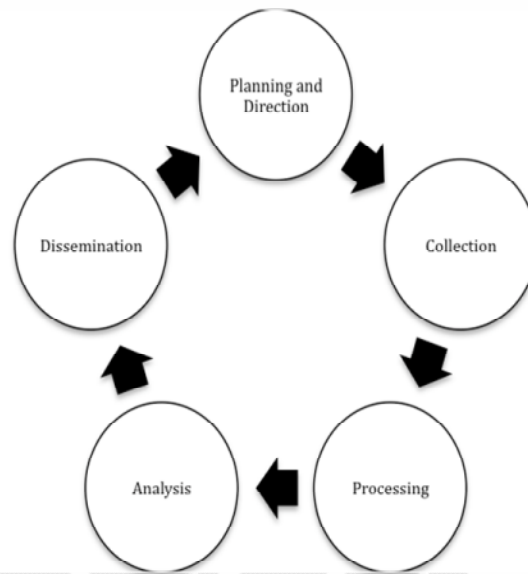 Planning and
Direction
Collection
Processing
Analysis
Dissemination